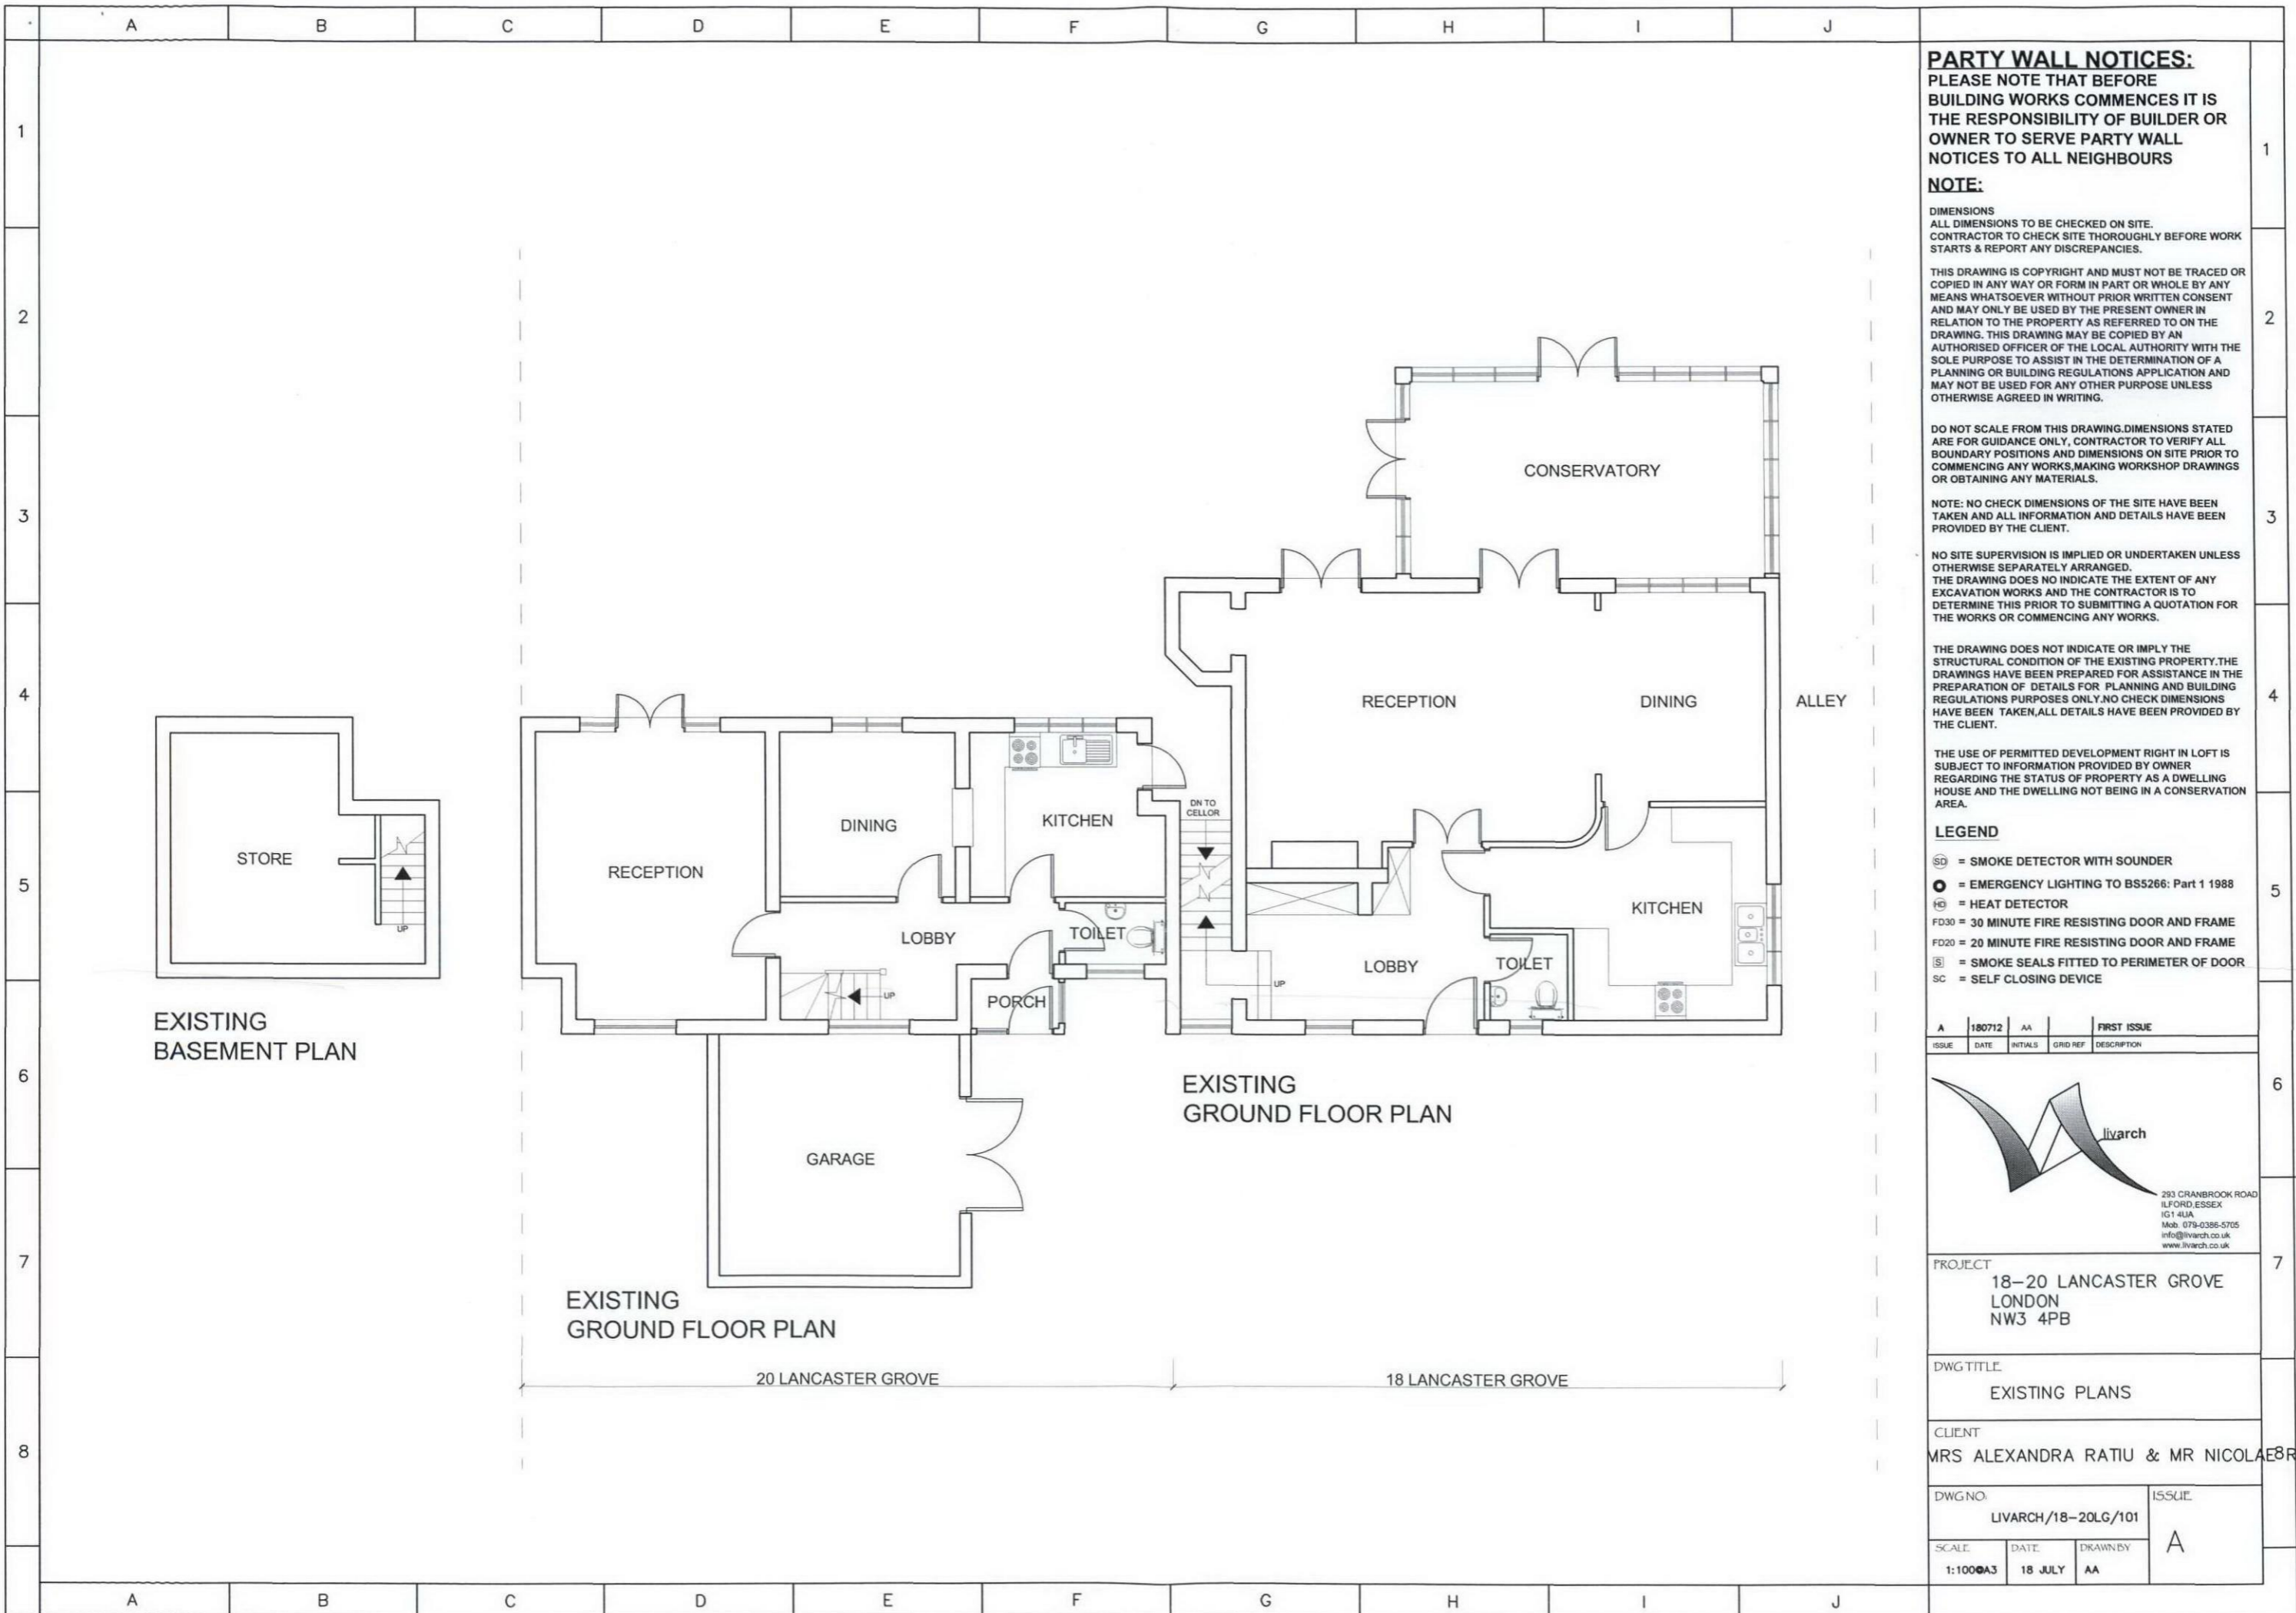 A B C D E F G H I J
1
2
3
4
5
6
7
8
1
2
3
4
5
6
7
8
A B C D E F G H I J
STORE
UP
EXISTING
BASEMENT PLAN
RECEPTION
DINING
KITCHEN
LOBBY
TOILET
UP
PORCH
GARAGE
EXISTING
GROUND FLOOR PLAN
20 LANCASTER GROVE
CONSERVATORY
RECEPTION
DINING
ALLEY
DN TO
CELLOR
KITCHEN
LOBBY
TOILET
UP
EXISTING
GROUND FLOOR PLAN
18 LANCASTER GROVE
PARTY WALL NOTICES:
PLEASE NOTE THAT BEFORE
BUILDING WORKS COMMENCES IT IS
THE RESPONSIBILITY OF BUILDER OR
OWNER TO SERVE PARTY WALL
NOTICES TO ALL NEIGHBOURS
NOTE:
DIMENSIONS
ALL DIMENSIONS TO BE CHECKED ON SITE.
CONTRACTOR TO CHECK SITE THOROUGHLY BEFORE WORK
STARTS & REPORT ANY DISCREPANCIES.
THIS DRAWING IS COPYRIGHT AND MUST NOT BE TRACED OR
COPIED IN ANY WAY OR FORM IN PART OR WHOLE BY ANY
MEANS WHATSOEVER WITHOUT PRIOR WRITTEN CONSENT
AND MAY ONLY BE USED BY THE PRESENT OWNER IN
RELATION TO THE PROPERTY AS REFERRED TO ON THE
DRAWING. THIS DRAWING MAY BE COPIED BY AN
AUTHORISED OFFICER OF THE LOCAL AUTHORITY WITH THE
SOLE PURPOSE TO ASSIST IN THE DETERMINATION OF A
PLANNING OR BUILDING REGULATIONS APPLICATION AND
MAY NOT BE USED FOR ANY OTHER PURPOSE UNLESS
OTHERWISE AGREED IN WRITING.
DO NOT SCALE FROM THIS DRAWING.DIMENSIONS STATED
ARE FOR GUIDANCE ONLY, CONTRACTOR TO VERIFY ALL
BOUNDARY POSITIONS AND DIMENSIONS ON SITE PRIOR TO
COMMENCING ANY WORKS,MAKING WORKSHOP DRAWINGS
OR OBTAINING ANY MATERIALS.
NOTE: NO CHECK DIMENSIONS OF THE SITE HAVE BEEN
TAKEN AND ALL INFORMATION AND DETAILS HAVE BEEN
PROVIDED BY THE CLIENT.
NO SITE SUPERVISION IS IMPLIED OR UNDERTAKEN UNLESS
OTHERWISE SEPARATELY ARRANGED.
THE DRAWING DOES NO INDICATE THE EXTENT OF ANY
EXCAVATION WORKS AND THE CONTRACTOR IS TO
DETERMINE THIS PRIOR TO SUBMITTING A QUOTATION FOR
THE WORKS OR COMMENCING ANY WORKS.
THE DRAWING DOES NOT INDICATE OR IMPLY THE
STRUCTURAL CONDITION OF THE EXISTING PROPERTY.THE
DRAWINGS HAVE BEEN PREPARED FOR ASSISTANCE IN THE
PREPARATION OF DETAILS FOR PLANNING AND BUILDING
REGULATIONS PURPOSES ONLY.NO CHECK DIMENSIONS
HAVE BEEN TAKEN,ALL DETAILS HAVE BEEN PROVIDED BY
THE CLIENT.
THE USE OF PERMITTED DEVELOPMENT RIGHT IN LOFT IS
SUBJECT TO INFORMATION PROVIDED BY OWNER
REGARDING THE STATUS OF PROPERTY AS A DWELLING
HOUSE AND THE DWELLING NOT BEING IN A CONSERVATION
AREA.
LEGEND
SD = SMOKE DETECTOR WITH SOUNDER
= EMERGENCY LIGHTING TO BS5266: Part 1 1988
HD = HEAT DETECTOR
FD30 = 30 MINUTE FIRE RESISTING DOOR AND FRAME
FD20 = 20 MINUTE FIRE RESISTING DOOR AND FRAME
S = SMOKE SEALS FITTED TO PERIMETER OF DOOR
SC = SELF CLOSING DEVICE
A 180712 AA FIRST ISSUE
ISSUE DATE INITIALS GRID REF DESCRIPTION
livarch
293 CRANBROOK ROAD
ILFORD,ESSEX
IG1 4UA
Mob. 079-0386-5705
info@livarch.co.uk
www.livarch.co.uk
PROJECT
18-20 LANCASTER GROVE
LONDON
NW3 4PB
DWG TITLE
EXISTING PLANS
CLIENT
MRS ALEXANDRA RATIU & MR NICOLAE R
DWG NO.
LIVARCH/18-20LG/101
ISSUE
A
SCALE DATE DRAWN BY
1:100@A3 18 JULY AA